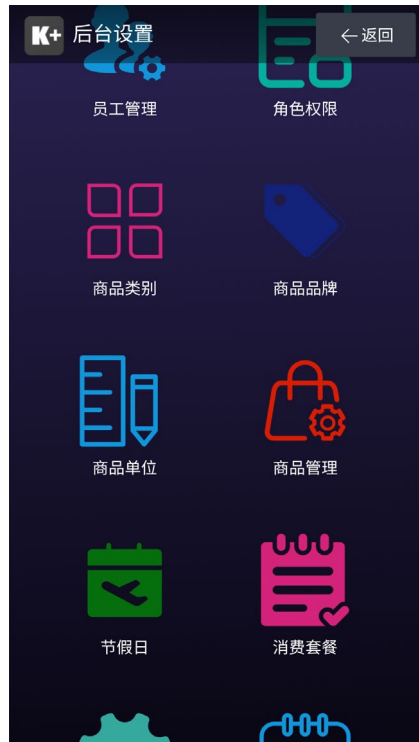 K+ 后台设置
←返回
员工管理
角色权限
商品类别
商品品牌
商品单位
商品管理
节假日
消费套餐